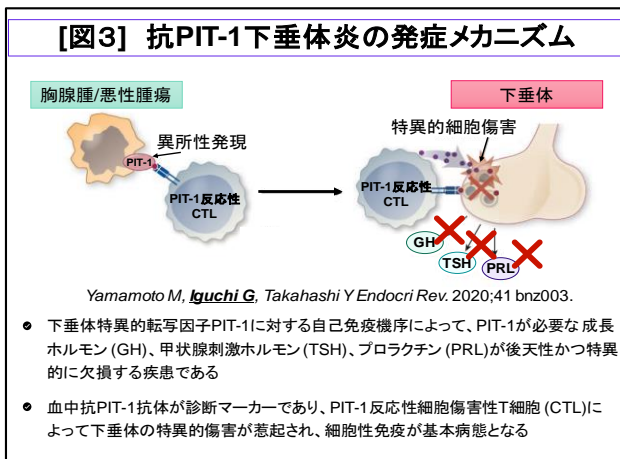 [図3] 抗PIT-1下垂体炎の発症メカニズム
胸腺腫/悪性腫瘍
下垂体
異所性発現
特異的細胞傷害
PIT-1
PIT-1反応性
CTL
PIT-1反応性
CTL
GH
TSH
PRL
Yamamoto M, Iguchi G, Takahashi Y Endocri Rev. 2020;41 bnz003.
下垂体特異的転写因子PIT-1に対する自己免疫機序によって、PIT-1が必要な成長
ホルモン(GH)、甲状腺刺激ホルモン(TSH)、プロラクチン(PRL)が後天性かつ特異
的に欠損する疾患である
血中抗PIT-1抗体が診断マーカーであり、PIT-1反応性細胞傷害性T細胞(CTL)に
よって下垂体の特異的傷害が惹起され、細胞性免疫が基本病態となる